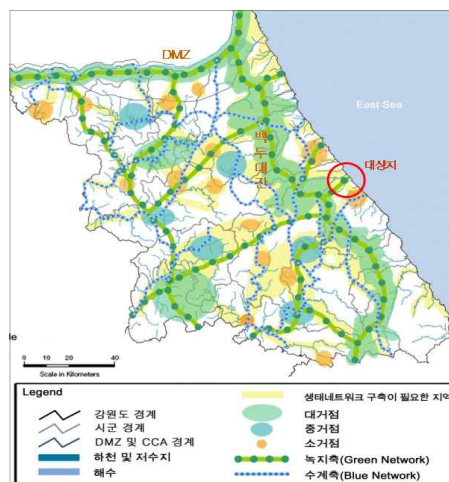 DMZ
East Sea
백두대간
대상지
le
0 20 40
Scale in Kilometers
Legend
강원도 경계
시군 경계
DMZ 및 CCA 경계
하천 및 저수지
해수
생태네트워크 구축이 필요한 지역
대거점
중거점
소거점
녹지축(Green Network)
수계축(Blue Network)